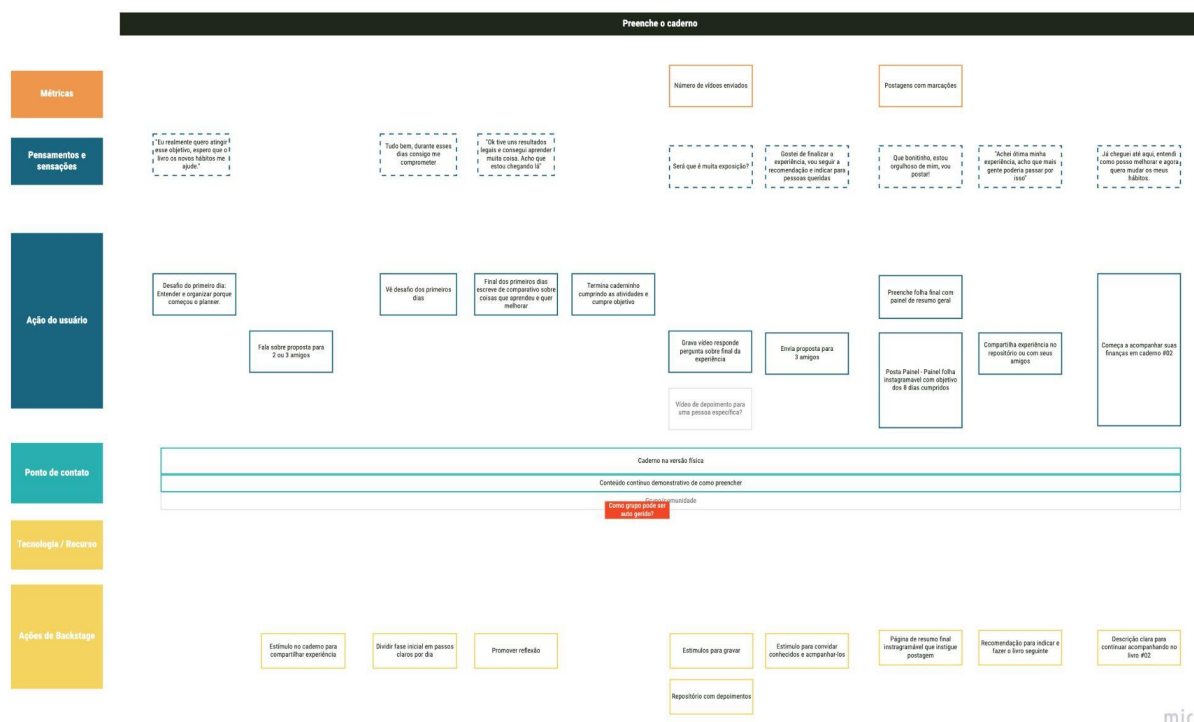 Preenche o caderno
Métricas
Número de vídoes enviados
Postagens com marcações
Pensamentos e
sensações
"Eu realmente quero atingir
esse objetivo, espero que o
livro os novos hábitos me
ajude."
Tudo bem, durante esses
dias consigo me
comprometer
"Ok tive uns resultados
legais e consegui aprender
muita coisa. Acho que
estou chegando lá"
Será que é muita exposição?
Gostei de finalizar a
experiência, vou seguir a
recomendação e indicar para
pessoas queridas
Que bonitinho, estou
orgulhoso de mim, vou
postar!
"Achei ótima minha
experiência, acho que mais
gente poderia passar por
isso"
Já cheguei até aqui, entendi
como posso melhorar e agora
quero mudar os meus
hábitos.
Ação do usuário
Desafio do primeiro dia:
Entender e organizar porque
começou o planner.
Fala sobre proposta para
2 ou 3 amigos
Vê desafio dos primeiros
dias
Final dos primeiros dias
escreve de comparativo sobre
coisas que aprendeu e quer
melhorar
Termina caderninho
cumprindo as atividades e
cumpre objetivo
Grava vídeo responde
pergunta sobre final da
experiência
Vídeo de depoimento para
uma pessoa específica?
Envia proposta para
3 amigos
Preenche folha final com
painel de resumo geral
Posta Painel - Painel folha
instagramavel com objetivo
dos 8 dias cumpridos
Compartilha experiência no
repositório ou com seus
amigos
Começa a acompanhar suas
finanças em caderno #02
Ponto de contato
Caderno na versão física
Conteúdo contínuo demonstrativo de como preencher
Grupo/comunidade
Como grupo pode ser
auto gerido?
Tecnologia / Recurso
Ações de Backstage
Estímulo no caderno para
compartilhar experiência
Dividir fase inicial em passos
claros por dia
Promover reflexão
Estímulos para gravar
Repositório com depoimentos
Estimulo para convidar
conhecidos e acmpanhar-los
Página de resumo final
instragramável que instigue
postagem
Recomendação para indicar e
fazer o livro seguinte
Descrição clara para
continuar acompanhando no
livro #02